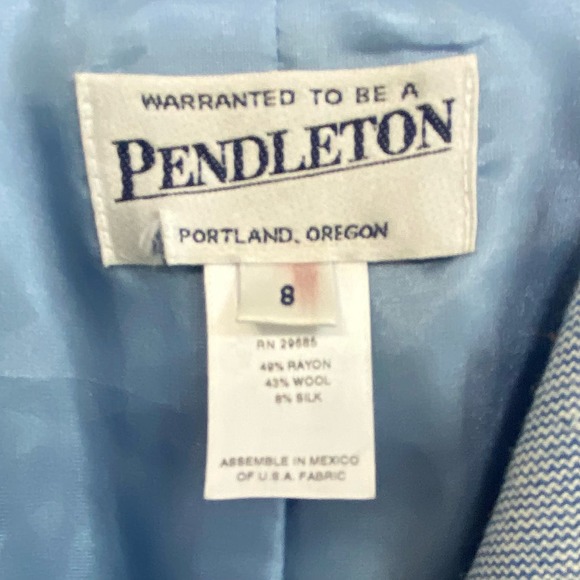 WARRANTED TO BE A
PENDLETON
PORTLAND, OREGON
8
RN 29685
49% RAYON
43% WOOL
8% SILK
ASSEMBLE IN MEXICO
OF U.S.A. FABRIC